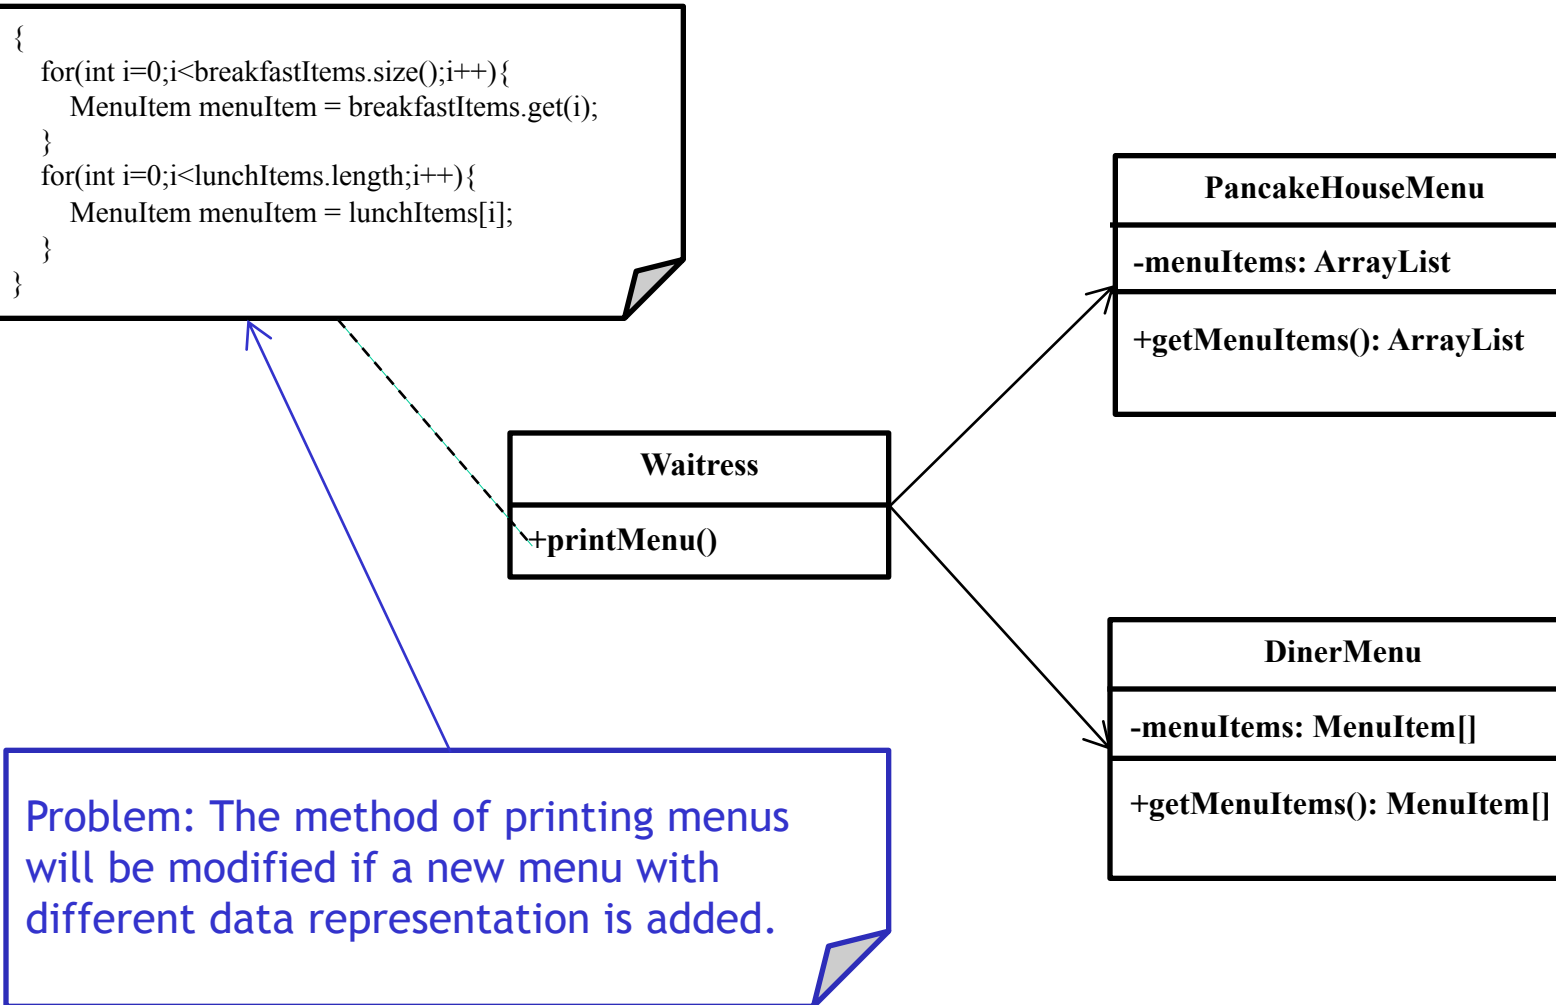 {
for(int i=0;i<breakfastItems.size();i++){
MenuItem menuItem = breakfastItems.get(i);
}
for(int i=0;i<lunchItems.length;i++){
MenuItem menuItem = lunchItems[i];
}
}
PancakeHouseMenu
-menuItems: ArrayList
+getMenuItems(): ArrayList
Waitress
+printMenu()
DinerMenu
-menuItems: MenuItem[]
+getMenuItems(): MenuItem[]
Problem: The method of printing menus
will be modified if a new menu with
different data representation is added.